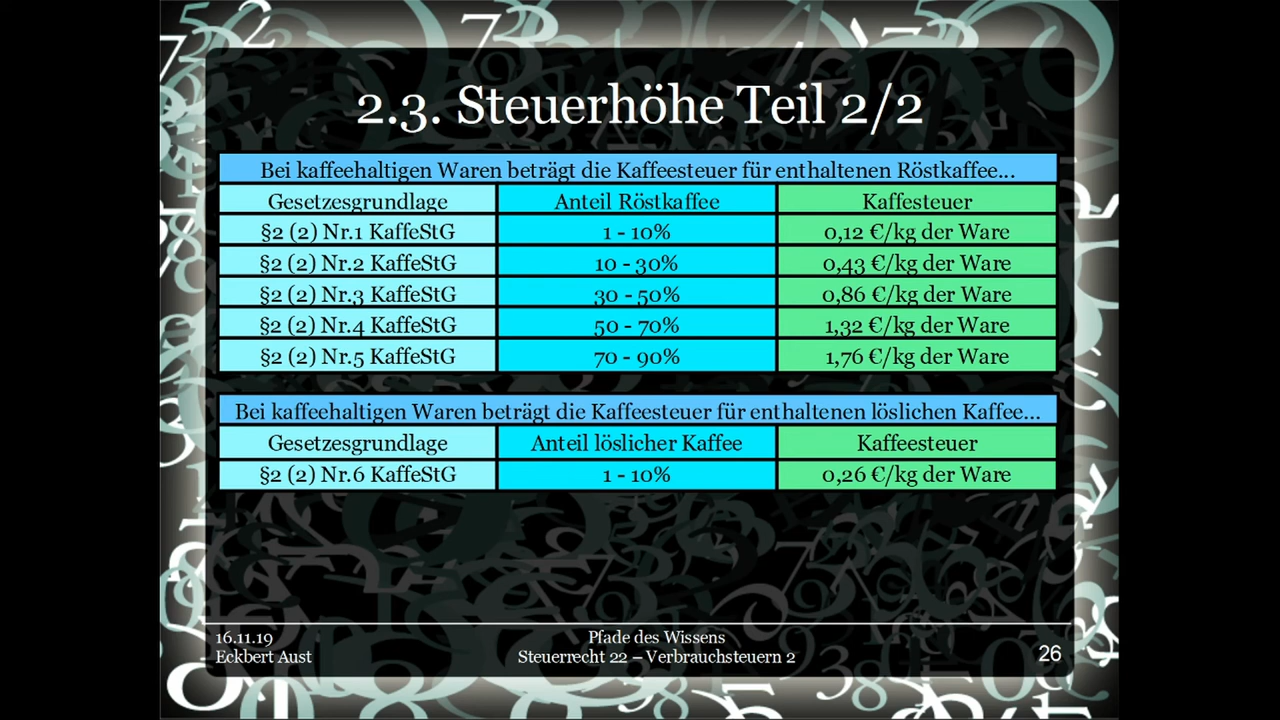 2.3. Steuerhöhe Teil 2/2
Bei kaffeehaltigen Waren beträgt die Kaffeesteuer für enthaltenen Röstkaffee...
Gesetzesgrundlage Anteil Röstkaffee Kaffesteuer
§2 (2) Nr.1 KaffeStG 1 - 10% 0,12 €/kg der Ware
§2 (2) Nr.2 KaffeStG 10 - 30% 0,43 €/kg der Ware
§2 (2) Nr.3 KaffeStG 30 - 50% 0,86 €/kg der Ware
§2 (2) Nr.4 KaffeStG 50 - 70% 1,32 €/kg der Ware
§2 (2) Nr.5 KaffeStG 70 - 90% 1,76 €/kg der Ware
Bei kaffeehaltigen Waren beträgt die Kaffeesteuer für enthaltenen löslichen Kaffee...
Gesetzesgrundlage Anteil löslicher Kaffee Kaffeesteuer
§2 (2) Nr.6 KaffeStG 1 - 10% 0,26 €/kg der Ware
16.11.19 Pfade des Wissens
Eckbert Aust Steuerrecht 22 – Verbrauchsteuern 2 26